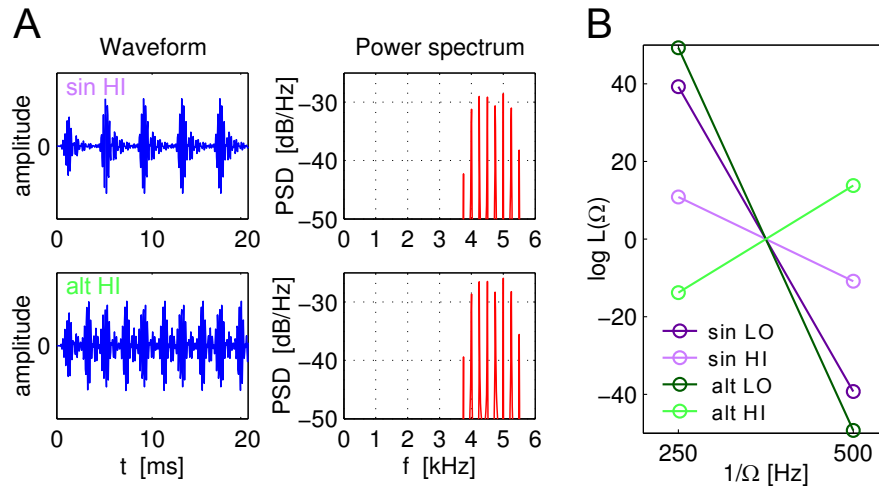 A
B
Waveform
Power spectrum
sin HI
amplitude
0
0 10 20
PSD [dB/Hz]
−30
−40
−50
0 1 2 3 4 5 6
alt HI
amplitude
0
0 10 20
t [ms]
PSD [dB/Hz]
−30
−40
−50
0 1 2 3 4 5 6
f [kHz]
log L(Ω)
40
20
0
−20
−40
sin LO
sin HI
alt LO
alt HI
250 500
1/Ω [Hz]